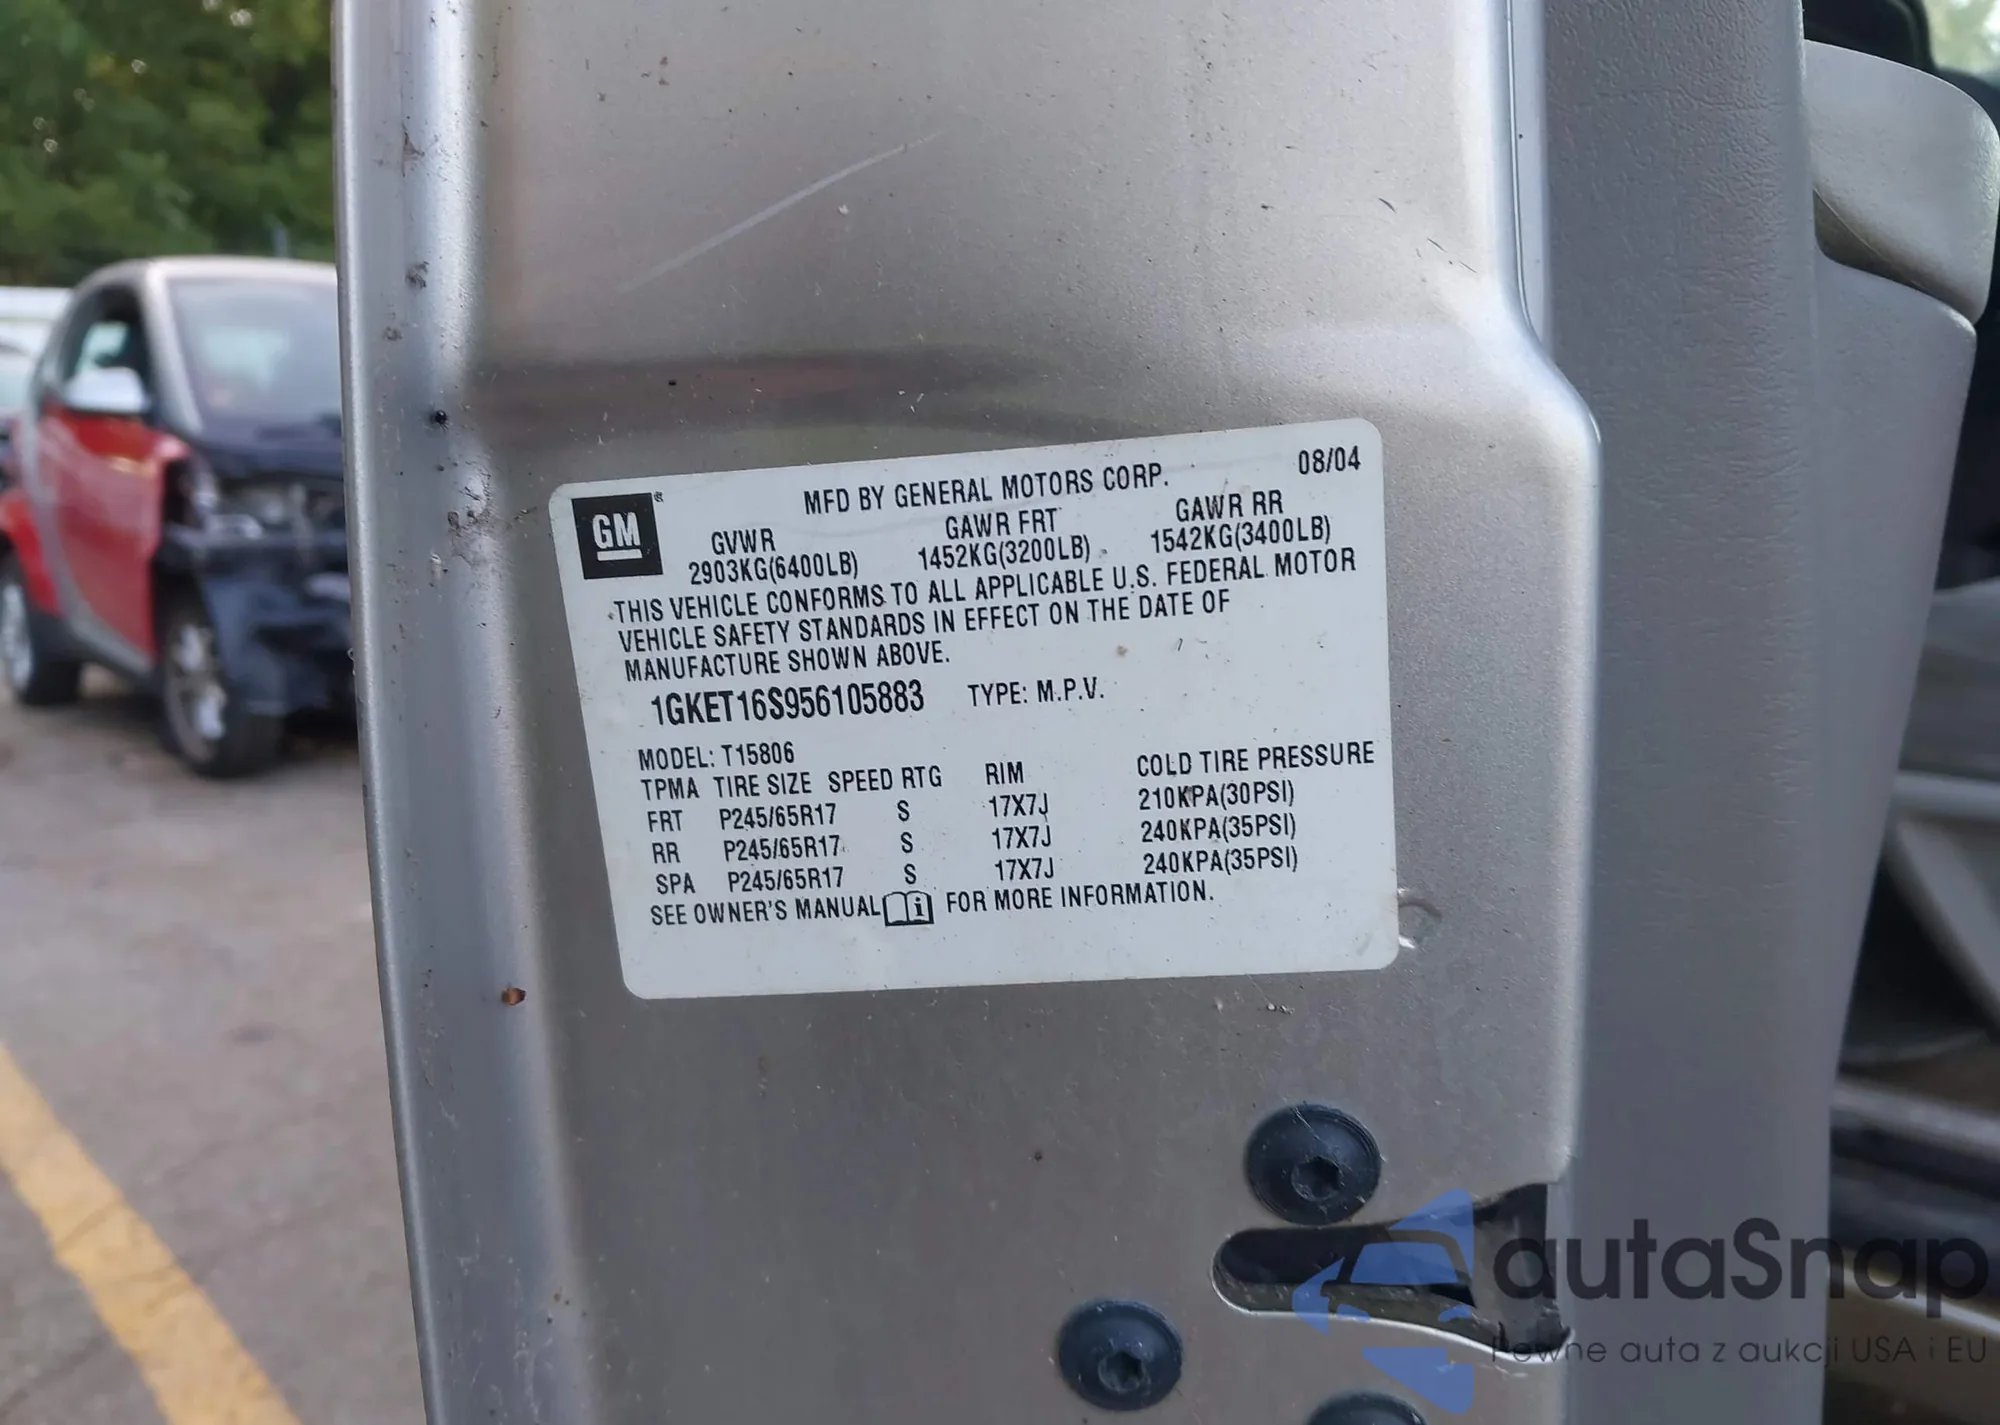 GM®
MFD BY GENERAL MOTORS CORP. 08/04
GVWR GAWR FRT GAWR RR
2903KG(6400LB) 1452KG(3200LB) 1542KG(3400LB)
THIS VEHICLE CONFORMS TO ALL APPLICABLE U.S. FEDERAL MOTOR
VEHICLE SAFETY STANDARDS IN EFFECT ON THE DATE OF
MANUFACTURE SHOWN ABOVE.
1GKET16S956105883 TYPE: M.P.V.
MODEL: T15806
TPMA TIRE SIZE SPEED RTG RIM COLD TIRE PRESSURE
FRT P245/65R17 S 17X7J 210KPA(30PSI)
RR P245/65R17 S 17X7J 240KPA(35PSI)
SPA P245/65R17 S 17X7J 240KPA(35PSI)
SEE OWNER'S MANUAL i FOR MORE INFORMATION.
autaSnap
Pewne auta z aukcji USA i EU